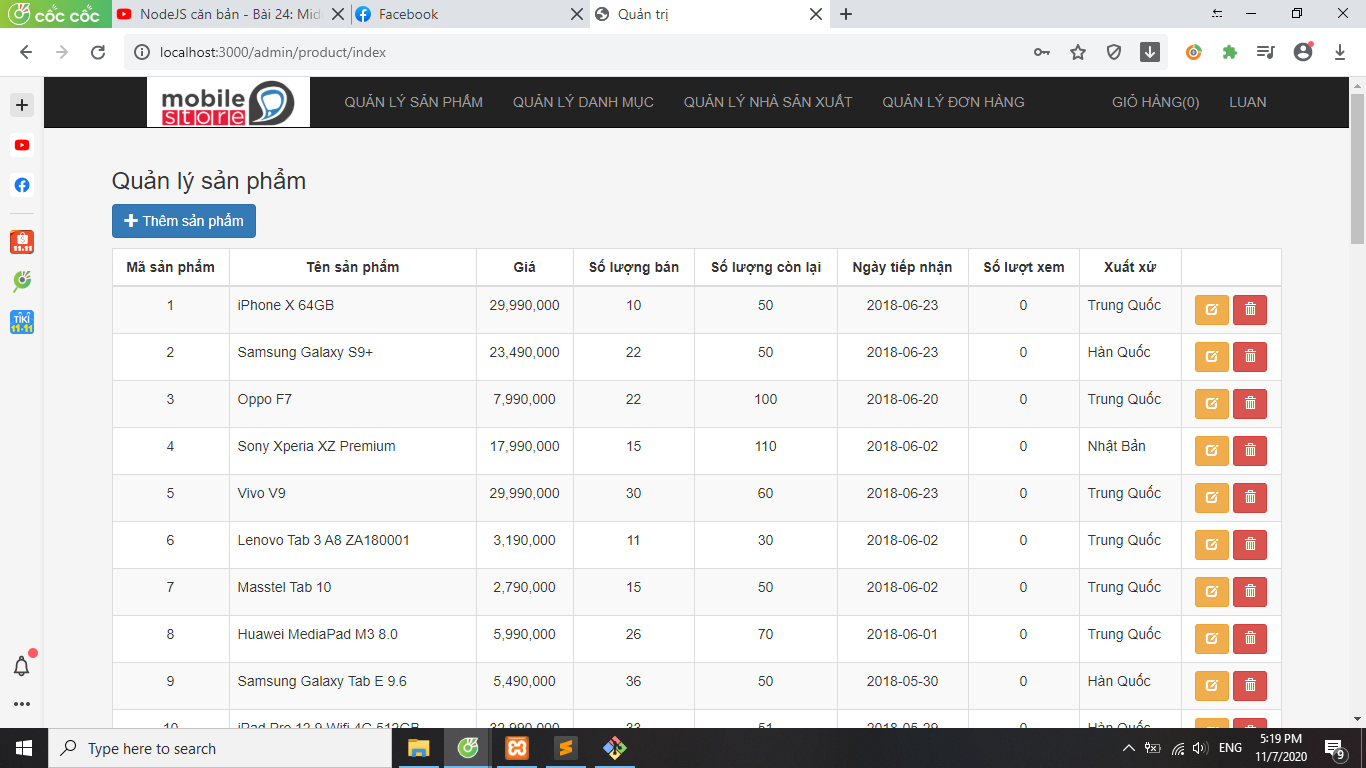 cốc cốc
NodeJS căn bản - Bài 24: Mid
Facebook
Quản trị
localhost:3000/admin/product/index
mobile store
QUẢN LÝ SẢN PHẨM QUẢN LÝ DANH MỤC QUẢN LÝ NHÀ SẢN XUẤT QUẢN LÝ ĐƠN HÀNG GIỎ HÀNG(0) LUAN
Quản lý sản phẩm
Thêm sản phẩm
Mã sản phẩm Tên sản phẩm Giá Số lượng bán Số lượng còn lại Ngày tiếp nhận Số lượt xem Xuất xứ
1 iPhone X 64GB 29,990,000 10 50 2018-06-23 0 Trung Quốc
2 Samsung Galaxy S9+ 23,490,000 22 50 2018-06-23 0 Hàn Quốc
3 Oppo F7 7,990,000 22 100 2018-06-20 0 Trung Quốc
4 Sony Xperia XZ Premium 17,990,000 15 110 2018-06-02 0 Nhật Bản
5 Vivo V9 29,990,000 30 60 2018-06-23 0 Trung Quốc
6 Lenovo Tab 3 A8 ZA180001 3,190,000 11 30 2018-06-02 0 Trung Quốc
7 Masstel Tab 10 2,790,000 15 50 2018-06-02 0 Trung Quốc
8 Huawei MediaPad M3 8.0 5,990,000 26 70 2018-06-01 0 Trung Quốc
9 Samsung Galaxy Tab E 9.6 5,490,000 36 50 2018-05-30 0 Hàn Quốc
10 iPad Pro 12.9 Wifi 4G 512GB 32,990,000 33 51 2018-05-29 0 Hàn Quốc
11.11
TIKI
11-11
Type here to search
ENG
5:19 PM
11/7/2020
9